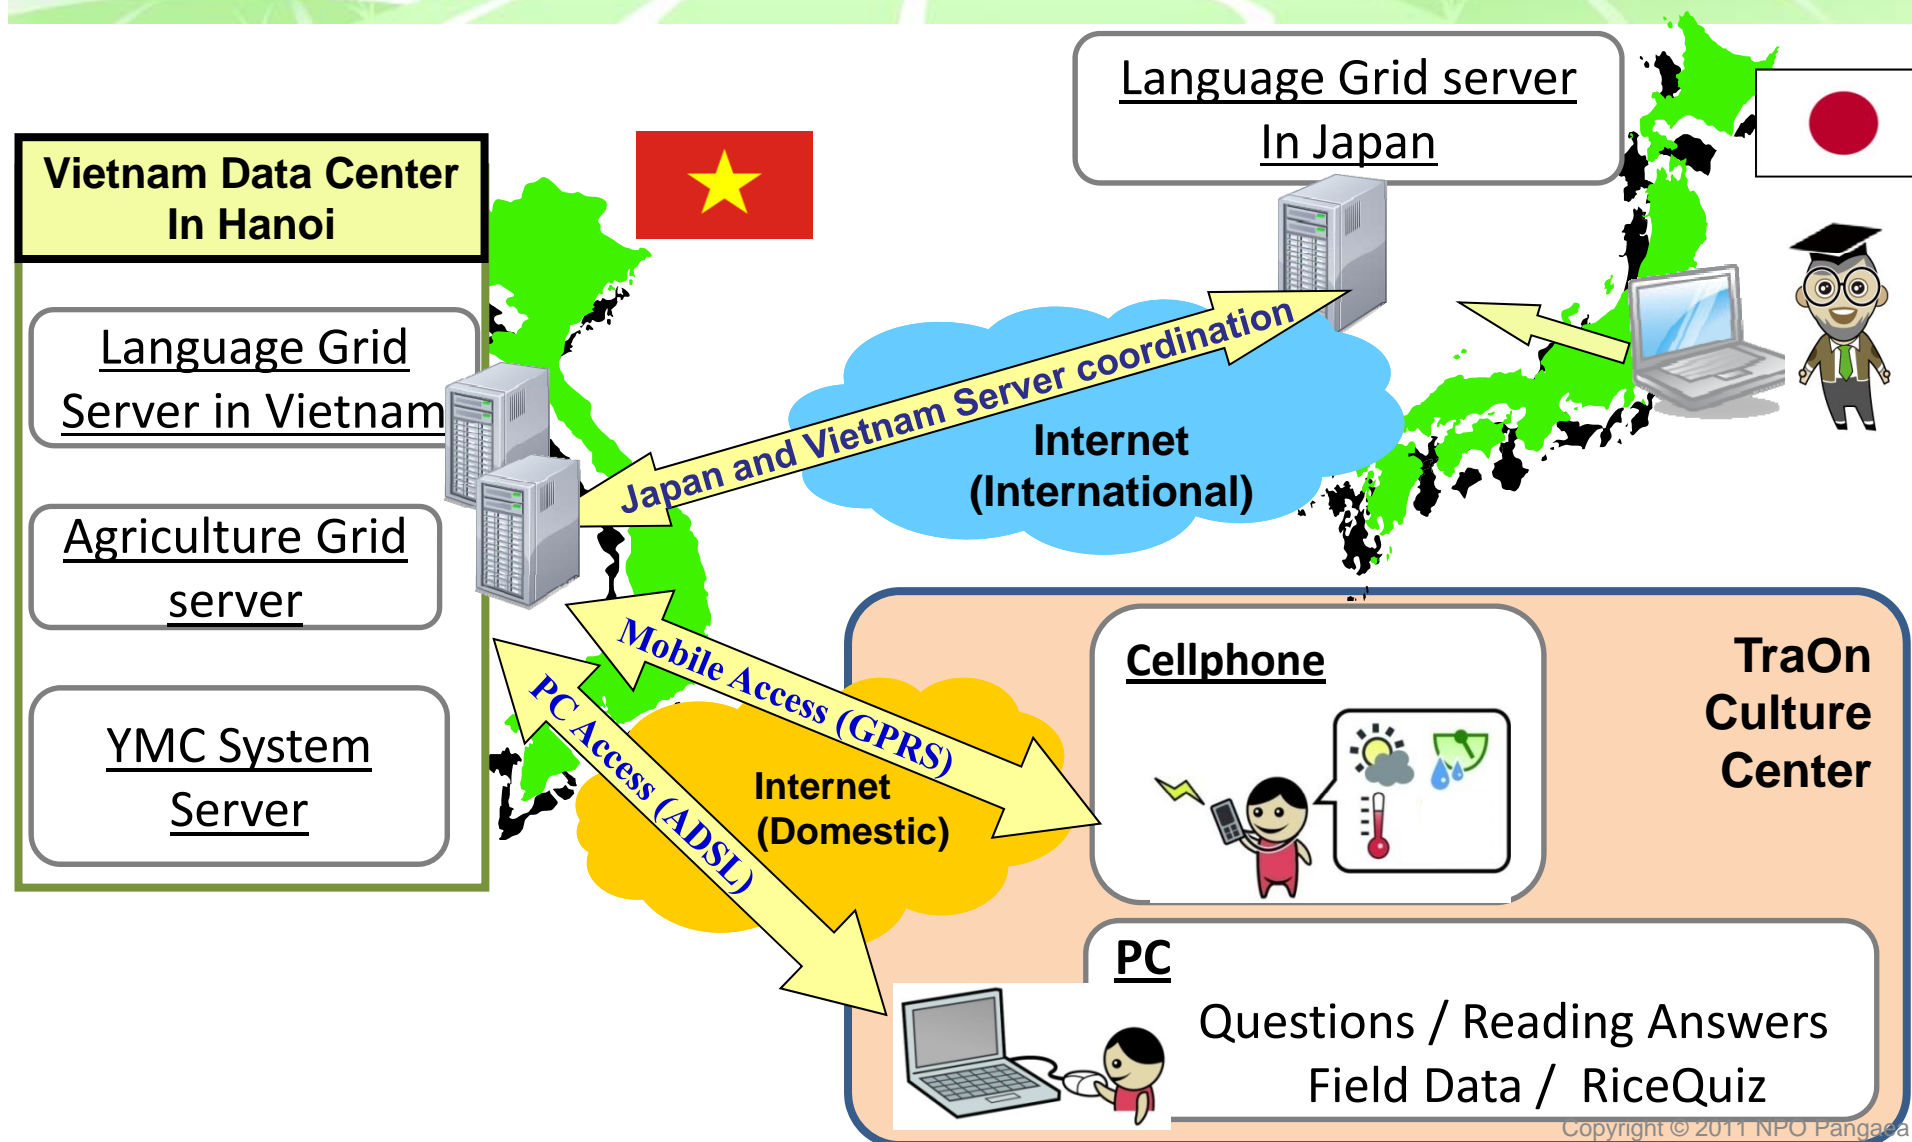 Language Grid server
In Japan
Vietnam Data Center
In Hanoi
Language Grid
Server in Vietnam
Agriculture Grid
server
YMC System
Server
Japan and Vietnam Server coordination
Internet
(International)
Mobile Access (GPRS)
PC Access (ADSL)
Internet
(Domestic)
TraOn
Culture
Center
Cellphone
PC
Questions / Reading Answers
Field Data / RiceQuiz
Copyright © 2011 NPO Pangaea